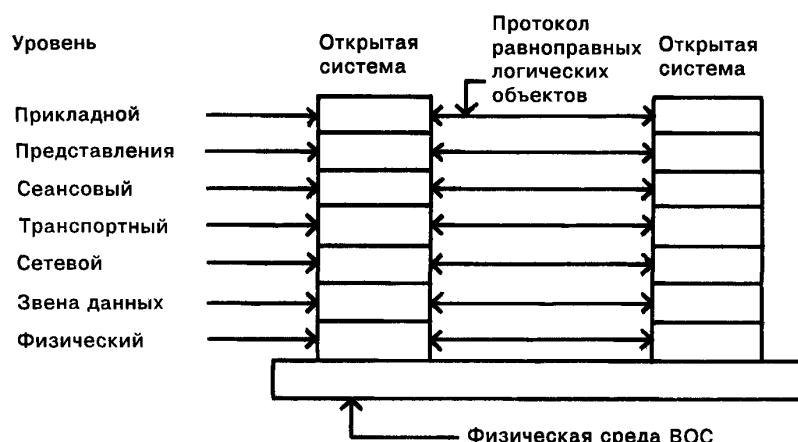 Уровень
Открытая
система
Протокол
равноправных
логических
объектов
Открытая
система
Прикладной
Представления
Сеансовый
Транспортный
Сетевой
Звена данных
Физический
Физическая среда ВОС